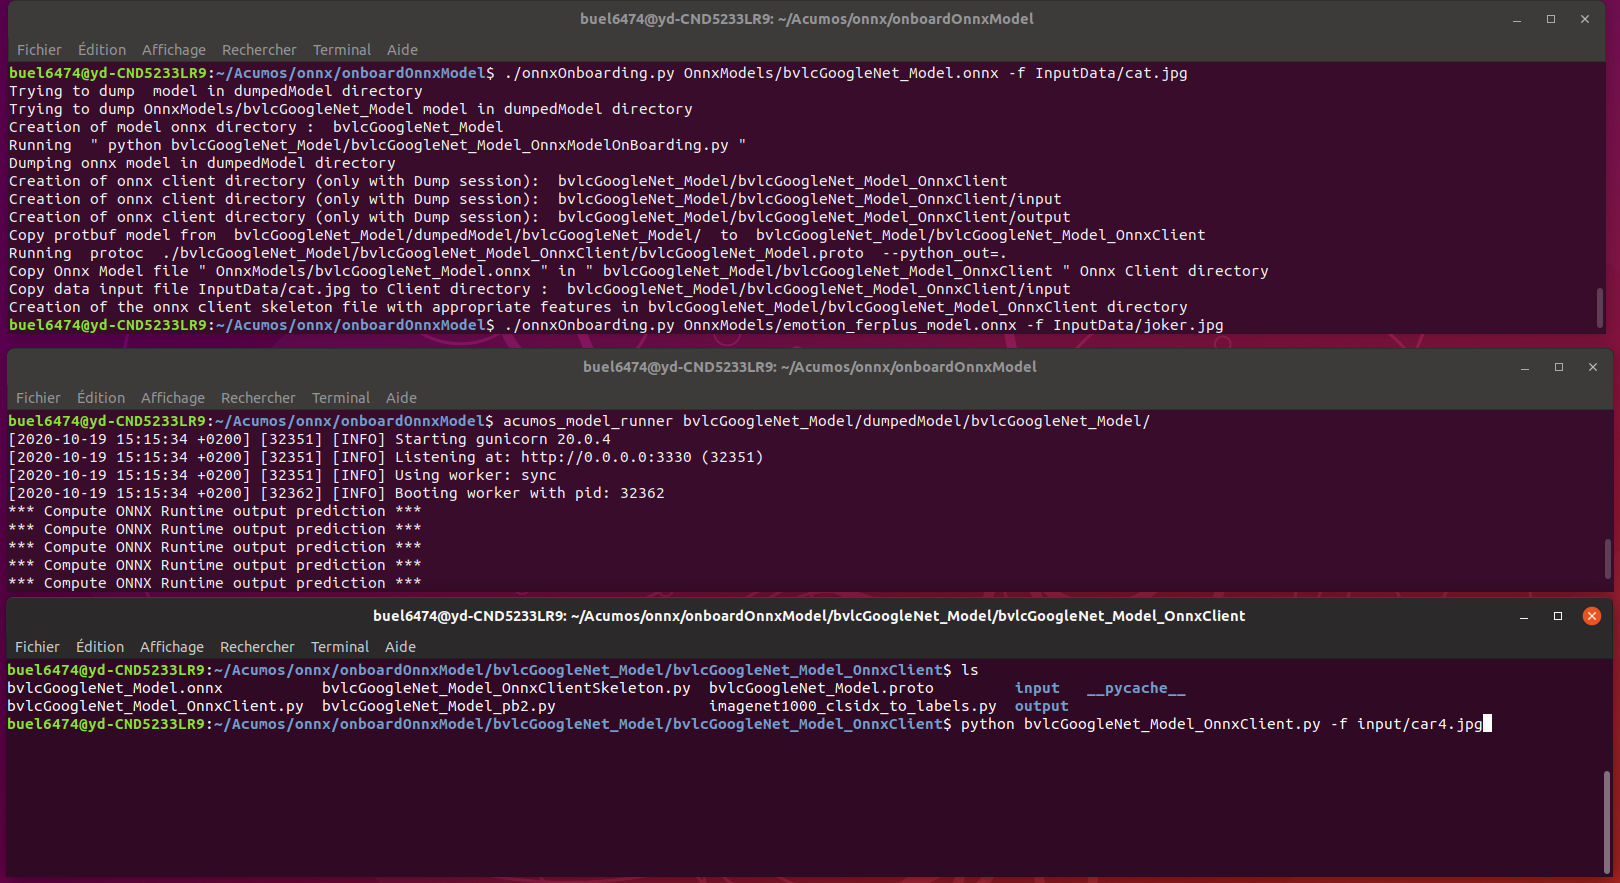 buel6474@yd-CND5233LR9: ~/Acumos/onnx/onboardOnnxModel
Fichier Édition Affichage Rechercher Terminal Aide
buel6474@yd-CND5233LR9:~/Acumos/onnx/onboardOnnxModel$ ./onnxOnboarding.py OnnxModels/bvlcGoogleNet_Model.onnx -f InputData/cat.jpg
Trying to dump  model in dumpedModel directory
Trying to dump OnnxModels/bvlcGoogleNet_Model model in dumpedModel directory
Creation of model onnx directory :  bvlcGoogleNet_Model
Running  " python bvlcGoogleNet_Model/bvlcGoogleNet_Model_OnnxModelOnBoarding.py "
Dumping onnx model in dumpedModel directory
Creation of onnx client directory (only with Dump session):  bvlcGoogleNet_Model/bvlcGoogleNet_Model_OnnxClient
Creation of onnx client directory (only with Dump session):  bvlcGoogleNet_Model/bvlcGoogleNet_Model_OnnxClient/input
Creation of onnx client directory (only with Dump session):  bvlcGoogleNet_Model/bvlcGoogleNet_Model_OnnxClient/output
Copy protbuf model from  bvlcGoogleNet_Model/dumpedModel/bvlcGoogleNet_Model/  to  bvlcGoogleNet_Model/bvlcGoogleNet_Model_OnnxClient
Running  protoc  ./bvlcGoogleNet_Model/bvlcGoogleNet_Model_OnnxClient/bvlcGoogleNet_Model.proto  --python_out=.
Copy Onnx Model file " OnnxModels/bvlcGoogleNet_Model.onnx " in " bvlcGoogleNet_Model/bvlcGoogleNet_Model_OnnxClient " Onnx Client directory
Copy data input file InputData/cat.jpg to Client directory :  bvlcGoogleNet_Model/bvlcGoogleNet_Model_OnnxClient/input
Creation of the onnx client skeleton file with appropriate features in bvlcGoogleNet_Model/bvlcGoogleNet_Model_OnnxClient directory
buel6474@yd-CND5233LR9:~/Acumos/onnx/onboardOnnxModel$ ./onnxOnboarding.py OnnxModels/emotion_ferplus_model.onnx -f InputData/joker.jpg
buel6474@yd-CND5233LR9: ~/Acumos/onnx/onboardOnnxModel
Fichier Édition Affichage Rechercher Terminal Aide
buel6474@yd-CND5233LR9:~/Acumos/onnx/onboardOnnxModel$ acumos_model_runner bvlcGoogleNet_Model/dumpedModel/bvlcGoogleNet_Model/
[2020-10-19 15:15:34 +0200] [32351] [INFO] Starting gunicorn 20.0.4
[2020-10-19 15:15:34 +0200] [32351] [INFO] Listening at: http://0.0.0.0:3330 (32351)
[2020-10-19 15:15:34 +0200] [32351] [INFO] Using worker: sync
[2020-10-19 15:15:34 +0200] [32362] [INFO] Booting worker with pid: 32362
*** Compute ONNX Runtime output prediction ***
*** Compute ONNX Runtime output prediction ***
*** Compute ONNX Runtime output prediction ***
*** Compute ONNX Runtime output prediction ***
*** Compute ONNX Runtime output prediction ***
buel6474@yd-CND5233LR9: ~/Acumos/onnx/onboardOnnxModel/bvlcGoogleNet_Model/bvlcGoogleNet_Model_OnnxClient
Fichier Édition Affichage Rechercher Terminal Aide
buel6474@yd-CND5233LR9:~/Acumos/onnx/onboardOnnxModel/bvlcGoogleNet_Model/bvlcGoogleNet_Model_OnnxClient$ ls
bvlcGoogleNet_Model.onnx  bvlcGoogleNet_Model_OnnxClientSkeleton.py  bvlcGoogleNet_Model.proto  input  __pycache__
bvlcGoogleNet_Model_OnnxClient.py  bvlcGoogleNet_Model_pb2.py  imagenet1000_clsidx_to_labels.py  output
buel6474@yd-CND5233LR9:~/Acumos/onnx/onboardOnnxModel/bvlcGoogleNet_Model/bvlcGoogleNet_Model_OnnxClient$ python bvlcGoogleNet_Model_OnnxClient.py -f input/car4.jpg